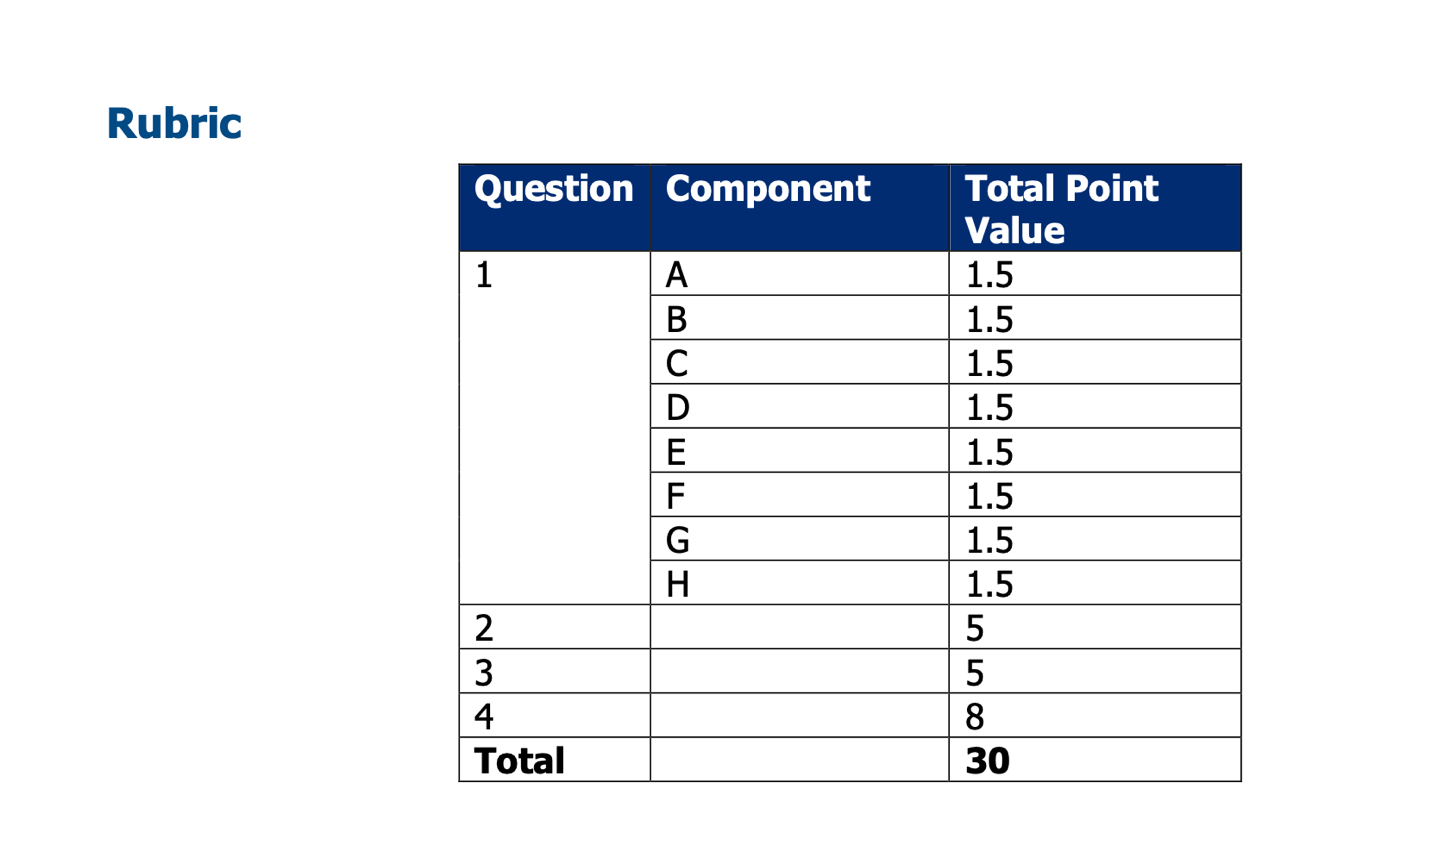 Rubric
Question Component Total Point
Value
1 A 1.5
B 1.5
C 1.5
D 1.5
E 1.5
F 1.5
G 1.5
H 1.5
2 5
3 5
4 8
Total 30